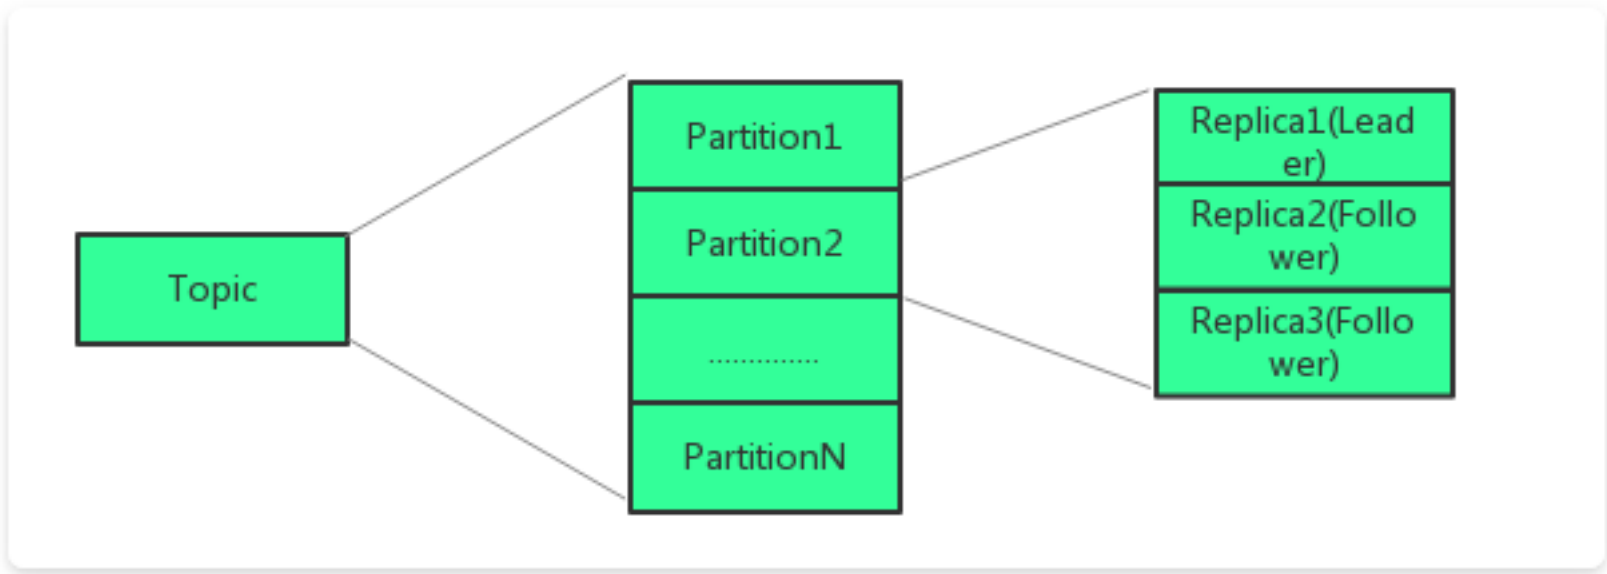 Topic
Partition1
Partition2
..............
PartitionN
Replica1(Lead
er)
Replica2(Follo
wer)
Replica3(Follo
wer)